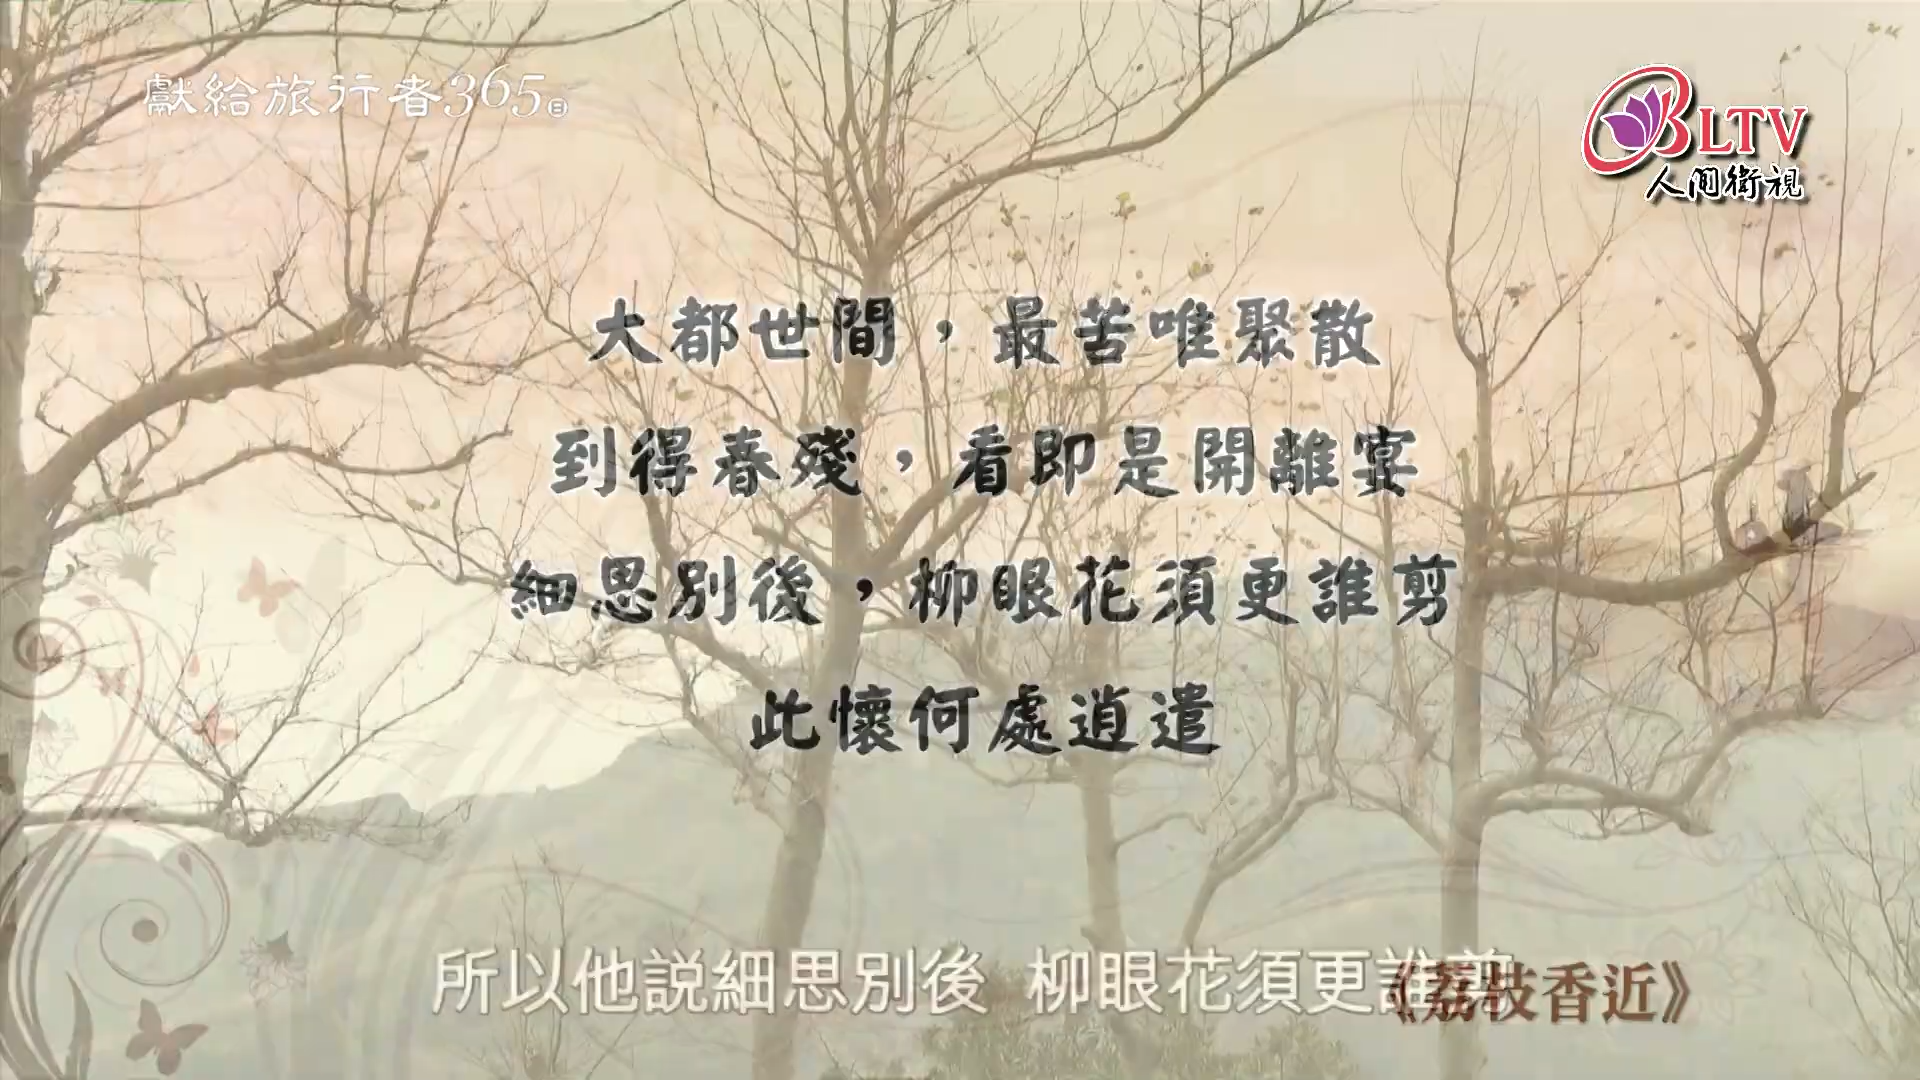 獻給旅行者365日
BLTV
人間衛視
大都世間，最苦唯聚散
到得春殘，看即是開離宴
細思別後，柳眼花須更誰剪
此懷何處逍遣
所以他説細思別後 柳眼花須更誰剪
《荔枝香近》